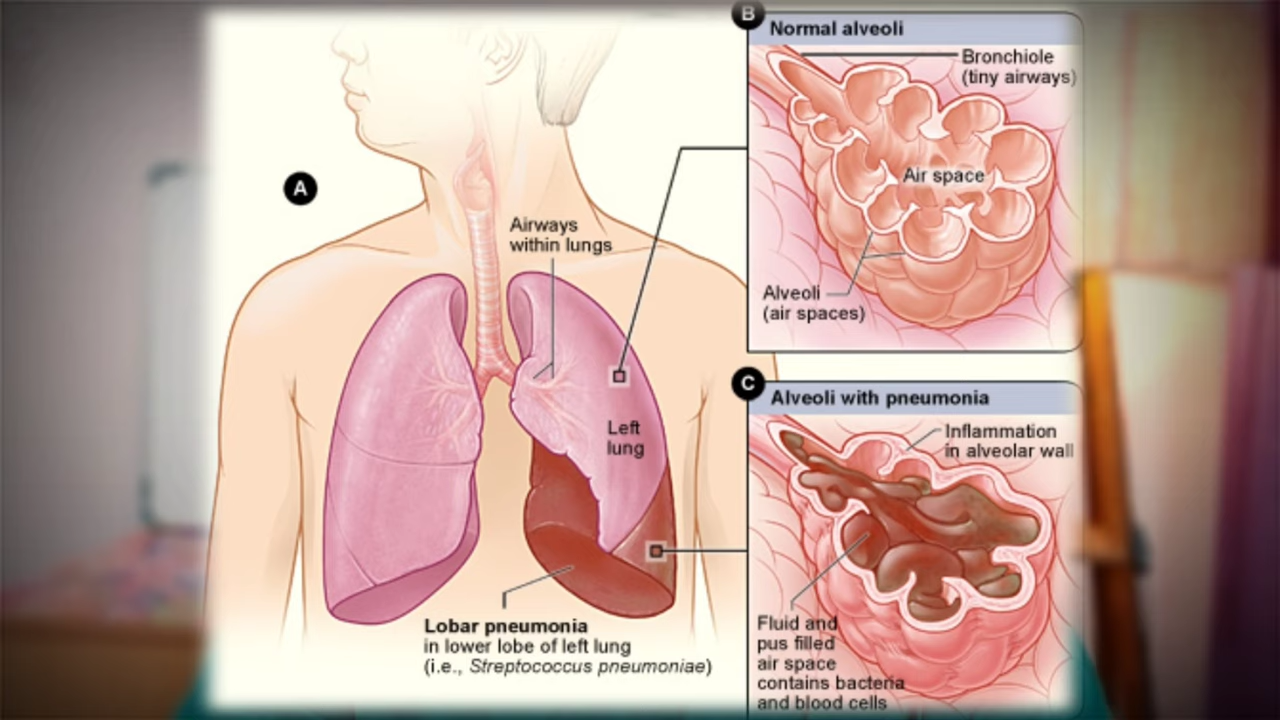 A
Airways
within lungs
Left
lung
Lobar pneumonia
in lower lobe of left lung
(i.e., Streptococcus pneumoniae)
B
Normal alveoli
Bronchiole
(tiny airways)
Air space
Alveoli
(air spaces)
C
Alveoli with pneumonia
Inflammation
in alveolar wall
Fluid and
pus filled
air space
contains bacteria
and blood cells